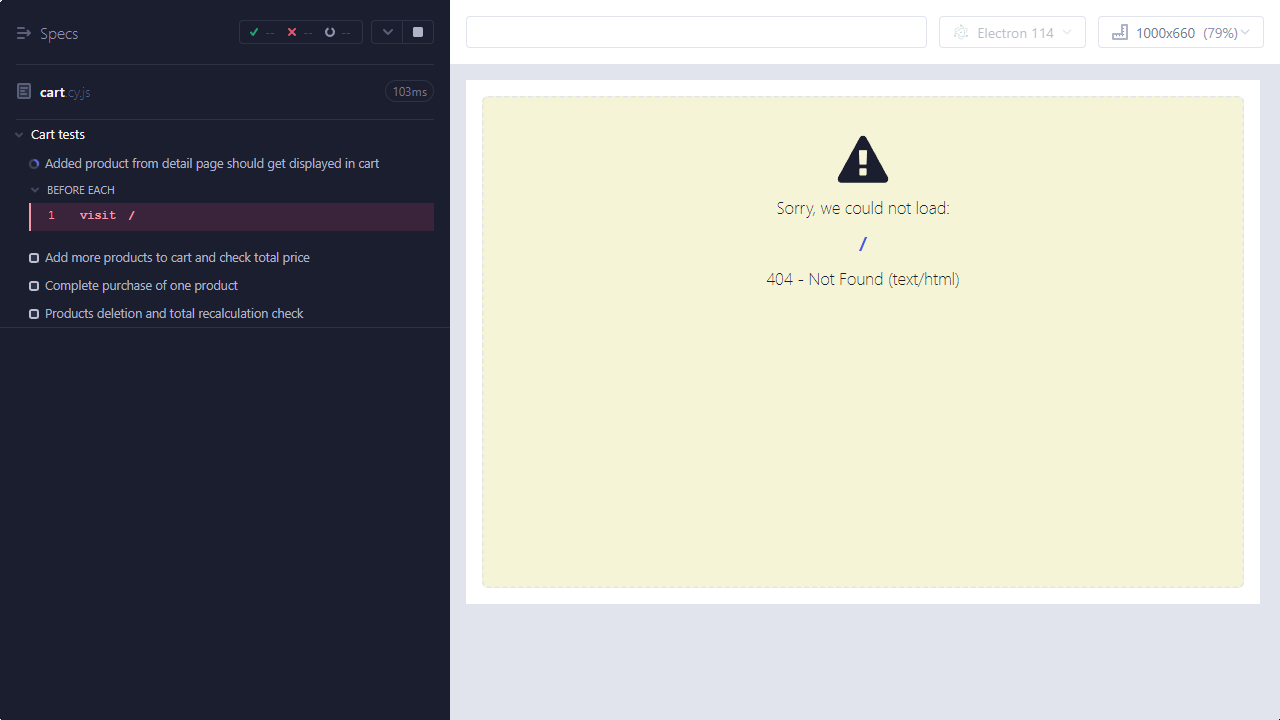 Specs
-- -- --
Electron 114
1000x660 (79%)
cart.cy.js
103ms
Cart tests
Added product from detail page should get displayed in cart
BEFORE EACH
1 visit /
Add more products to cart and check total price
Complete purchase of one product
Products deletion and total recalculation check
Sorry, we could not load:
/
404 - Not Found (text/html)